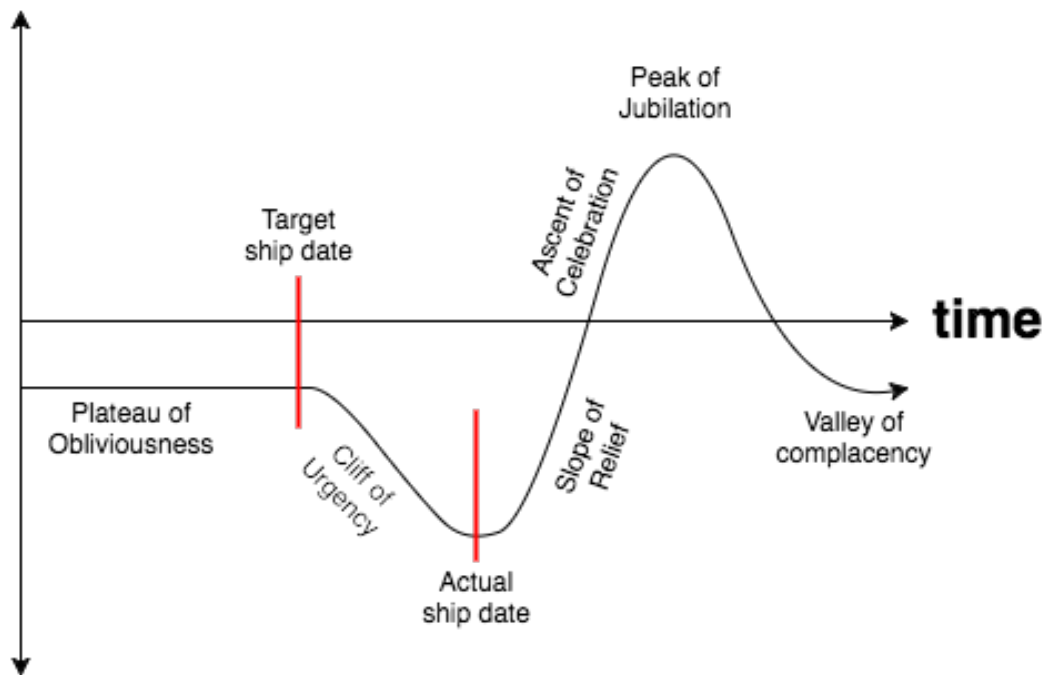 Peak of
Jubilation
Ascent of
Celebration
Target
ship date
time
Plateau of
Obliviousness
Cliff of
Urgency
Slope of
Relief
Valley of
complacency
Actual
ship date